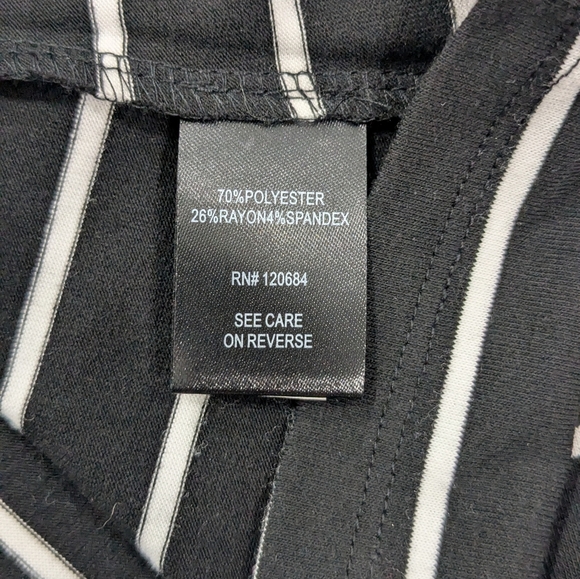 70%POLYESTER
26%RAYON4%SPANDEX
RN# 120684
SEE CARE
ON REVERSE